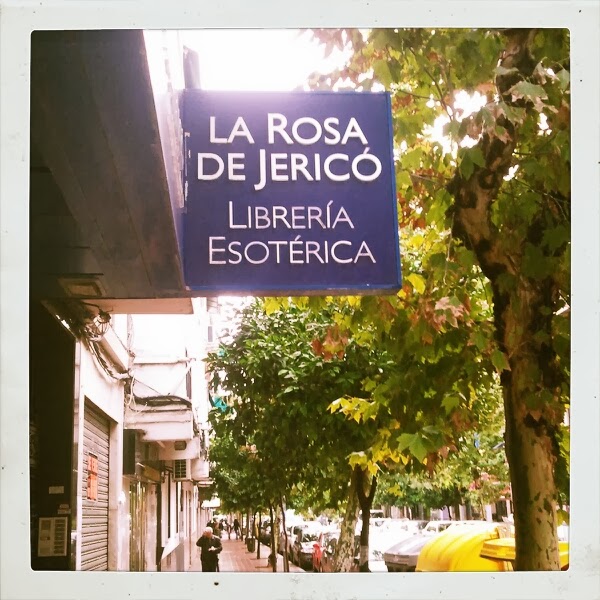 LA ROSA
DE JERICÓ
LIBRERÍA
ESOTÉRICA